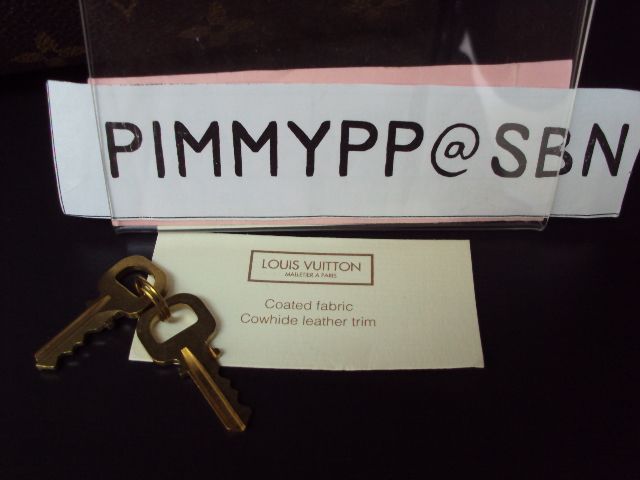 PIMMYPP@SBN
LOUIS VUITTON
MALLETIER A PARIS
Coated fabric
Cowhide leather trim